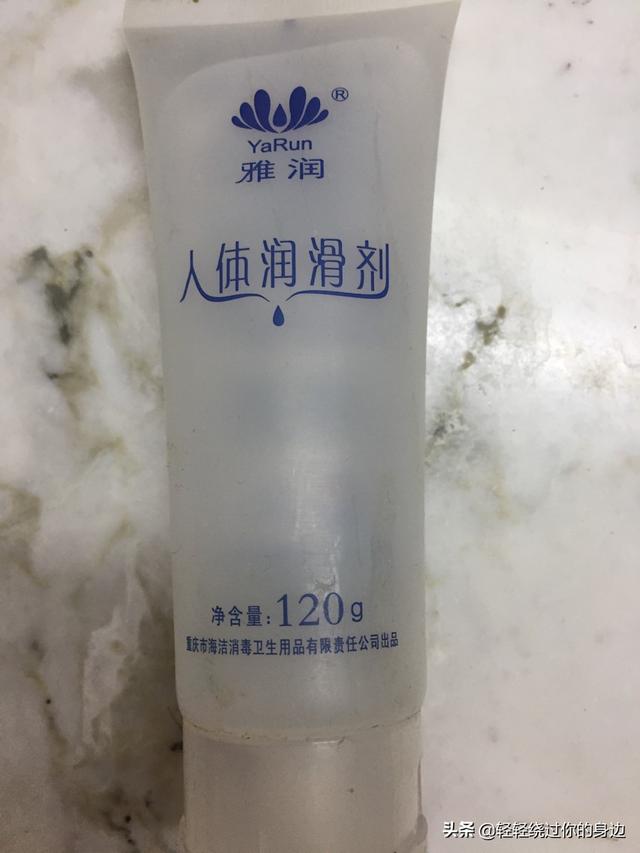 ®
YaRun
雅润
人体润滑剂
净含量:120g
重庆市海洁消毒卫生用品有限责任公司出品
头条 @轻轻绕过你的身边